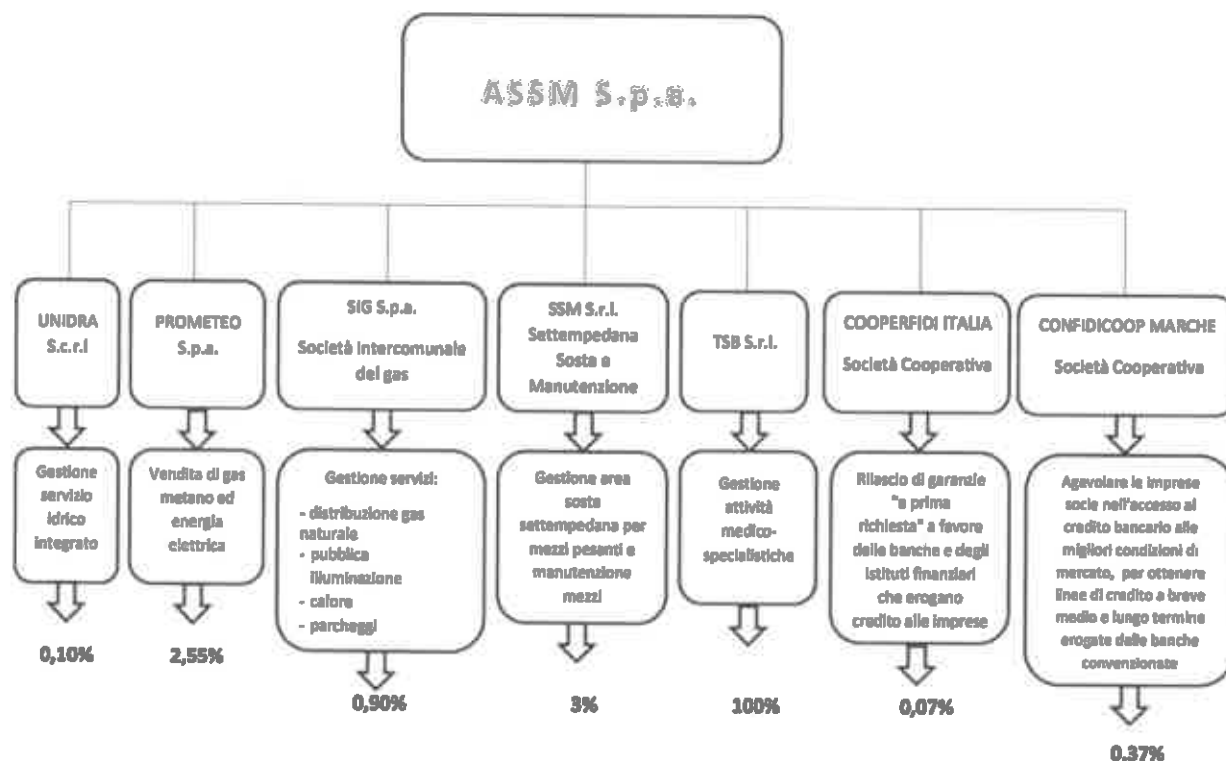 ASSM S.p.a.
UNIDRA
S.c.r.l
PROMETEO
S.p.a.
SIG S.p.a.
Società Intercomunale
del gas
SSM S.r.l.
Settempedana
Sosta e
Manutenzione
TSB S.r.l.
COOPERFIDI ITALIA
Società Cooperativa
CONFIDICOOP MARCHE
Società Cooperativa
Gestione
servizio
idrico
integrato
Vendita di gas
metano ed
energia
elettrica
Gestione servizi:
- distribuzione gas
naturale
- pubblica
illuminazione
- calore
- parcheggi
Gestione area
sosta
settempedana per
mezzi pesanti e
manutenzione
mezzi
Gestione
attività
medico-
specialistiche
Rilascio di garanzie
"a prima
richiesta" a favore
delle banche e degli
istituti finanziari
che erogano
credito alle imprese
Agevolare le imprese
socie nell'accesso al
credito bancario alle
migliori condizioni di
mercato, per ottenere
linee di credito a breve
medio e lungo termine
erogate dalle banche
convenzionate
0,10%
2,55%
0,90%
3%
100%
0,07%
0,37%